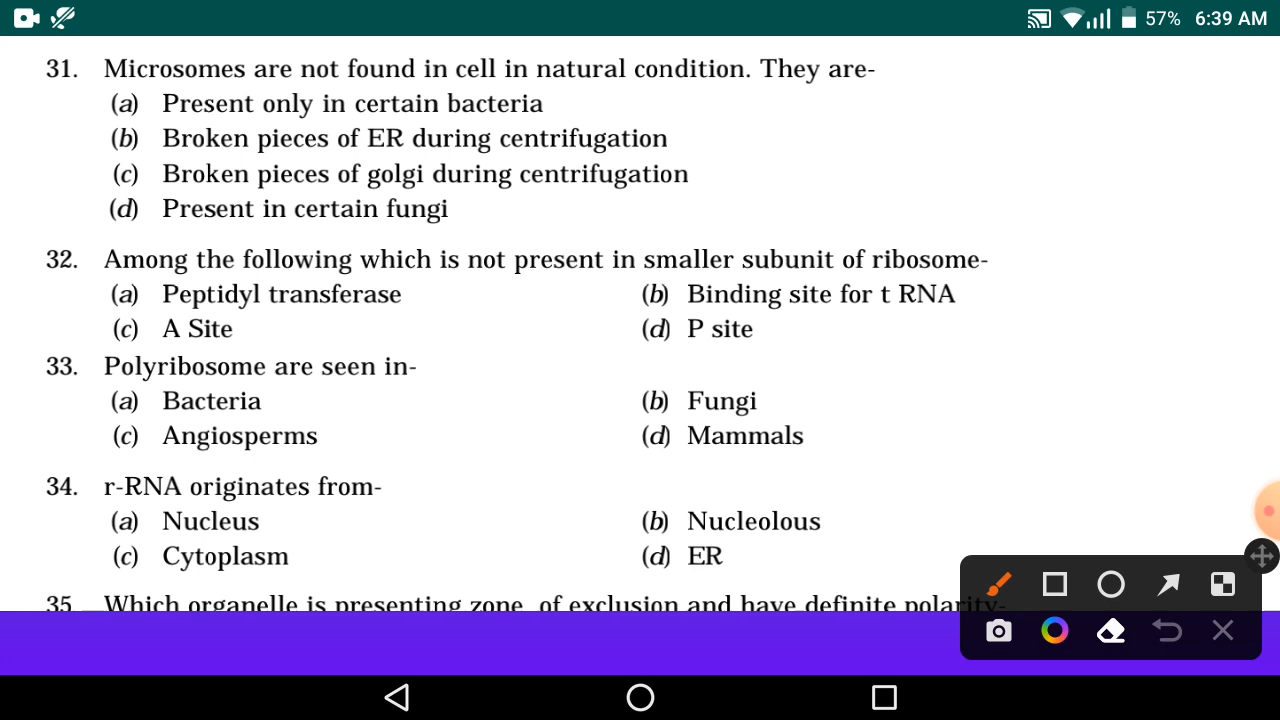 57% 6:39 AM
31. Microsomes are not found in cell in natural condition. They are-
(a) Present only in certain bacteria
(b) Broken pieces of ER during centrifugation
(c) Broken pieces of golgi during centrifugation
(d) Present in certain fungi
32. Among the following which is not present in smaller subunit of ribosome-
(a) Peptidyl transferase (b) Binding site for t RNA
(c) A Site (d) P site
33. Polyribosome are seen in-
(a) Bacteria (b) Fungi
(c) Angiosperms (d) Mammals
34. r-RNA originates from-
(a) Nucleus (b) Nucleolous
(c) Cytoplasm (d) ER
35 Which organelle is presenting zone of exclusion and have definite polarity-